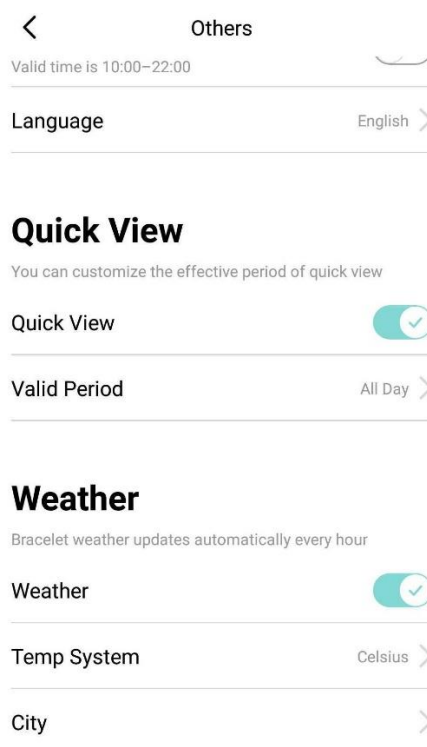 Others
Valid time is 10:00–22:00
Language English
Quick View
You can customize the effective period of quick view
Quick View
Valid Period All Day
Weather
Bracelet weather updates automatically every hour
Weather
Temp System Celsius
City